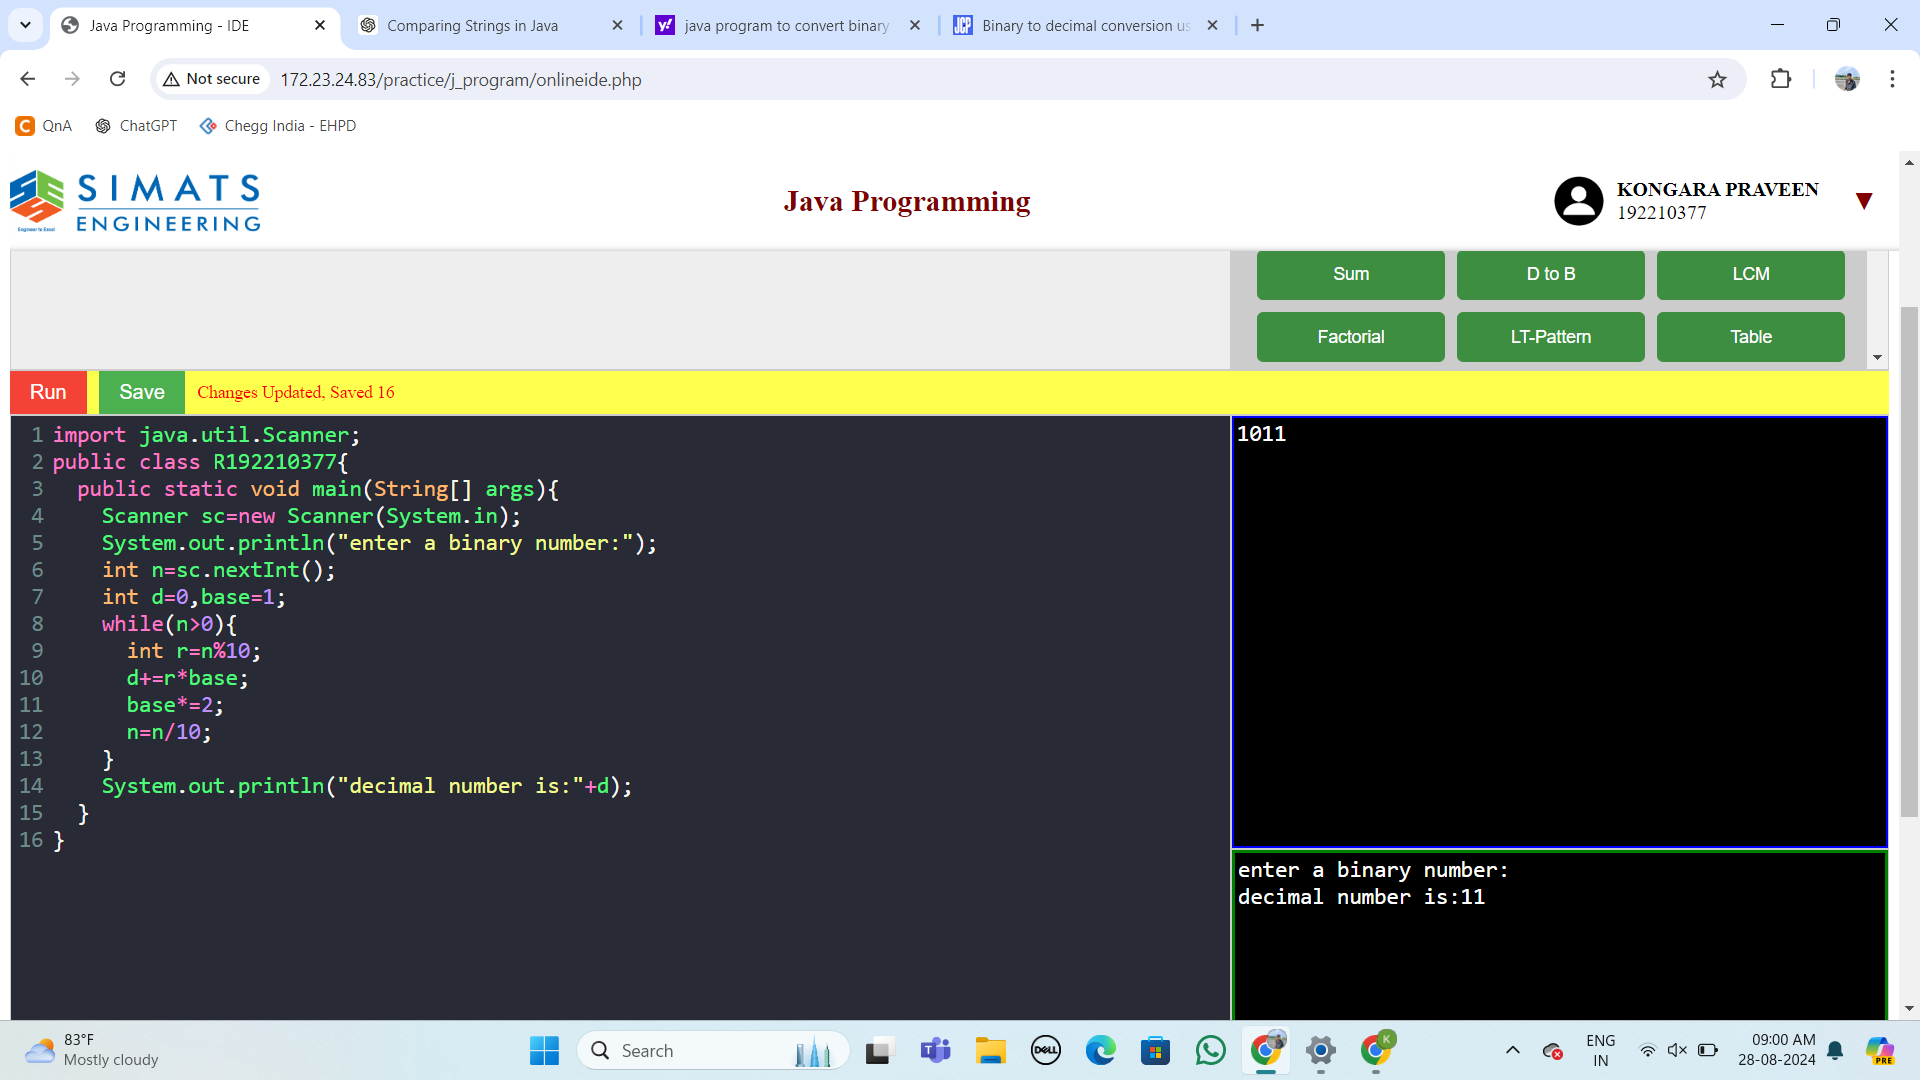 Java Programming - IDE
Comparing Strings in Java
java program to convert binary
Binary to decimal conversion us
Not secure
172.23.24.83/practice/j_program/onlineide.php
QnA
ChatGPT
Chegg India - EHPD
SIMATS
ENGINEERING
Engineer to Excel
Java Programming
KONGARA PRAVEEN
192210377
Sum
D to B
LCM
Factorial
LT-Pattern
Table
Run
Save
Changes Updated, Saved 16
1 import java.util.Scanner;
2 public class R192210377{
3   public static void main(String[] args){
4     Scanner sc=new Scanner(System.in);
5     System.out.println("enter a binary number:");
6     int n=sc.nextInt();
7     int d=0,base=1;
8     while(n>0){
9       int r=n%10;
10       d+=r*base;
11       base*=2;
12       n=n/10;
13     }
14     System.out.println("decimal number is:"+d);
15   }
16 }
1011
enter a binary number:
decimal number is:11
83°F
Mostly cloudy
Search
DELL
K
ENG
IN
09:00 AM
28-08-2024
PRE